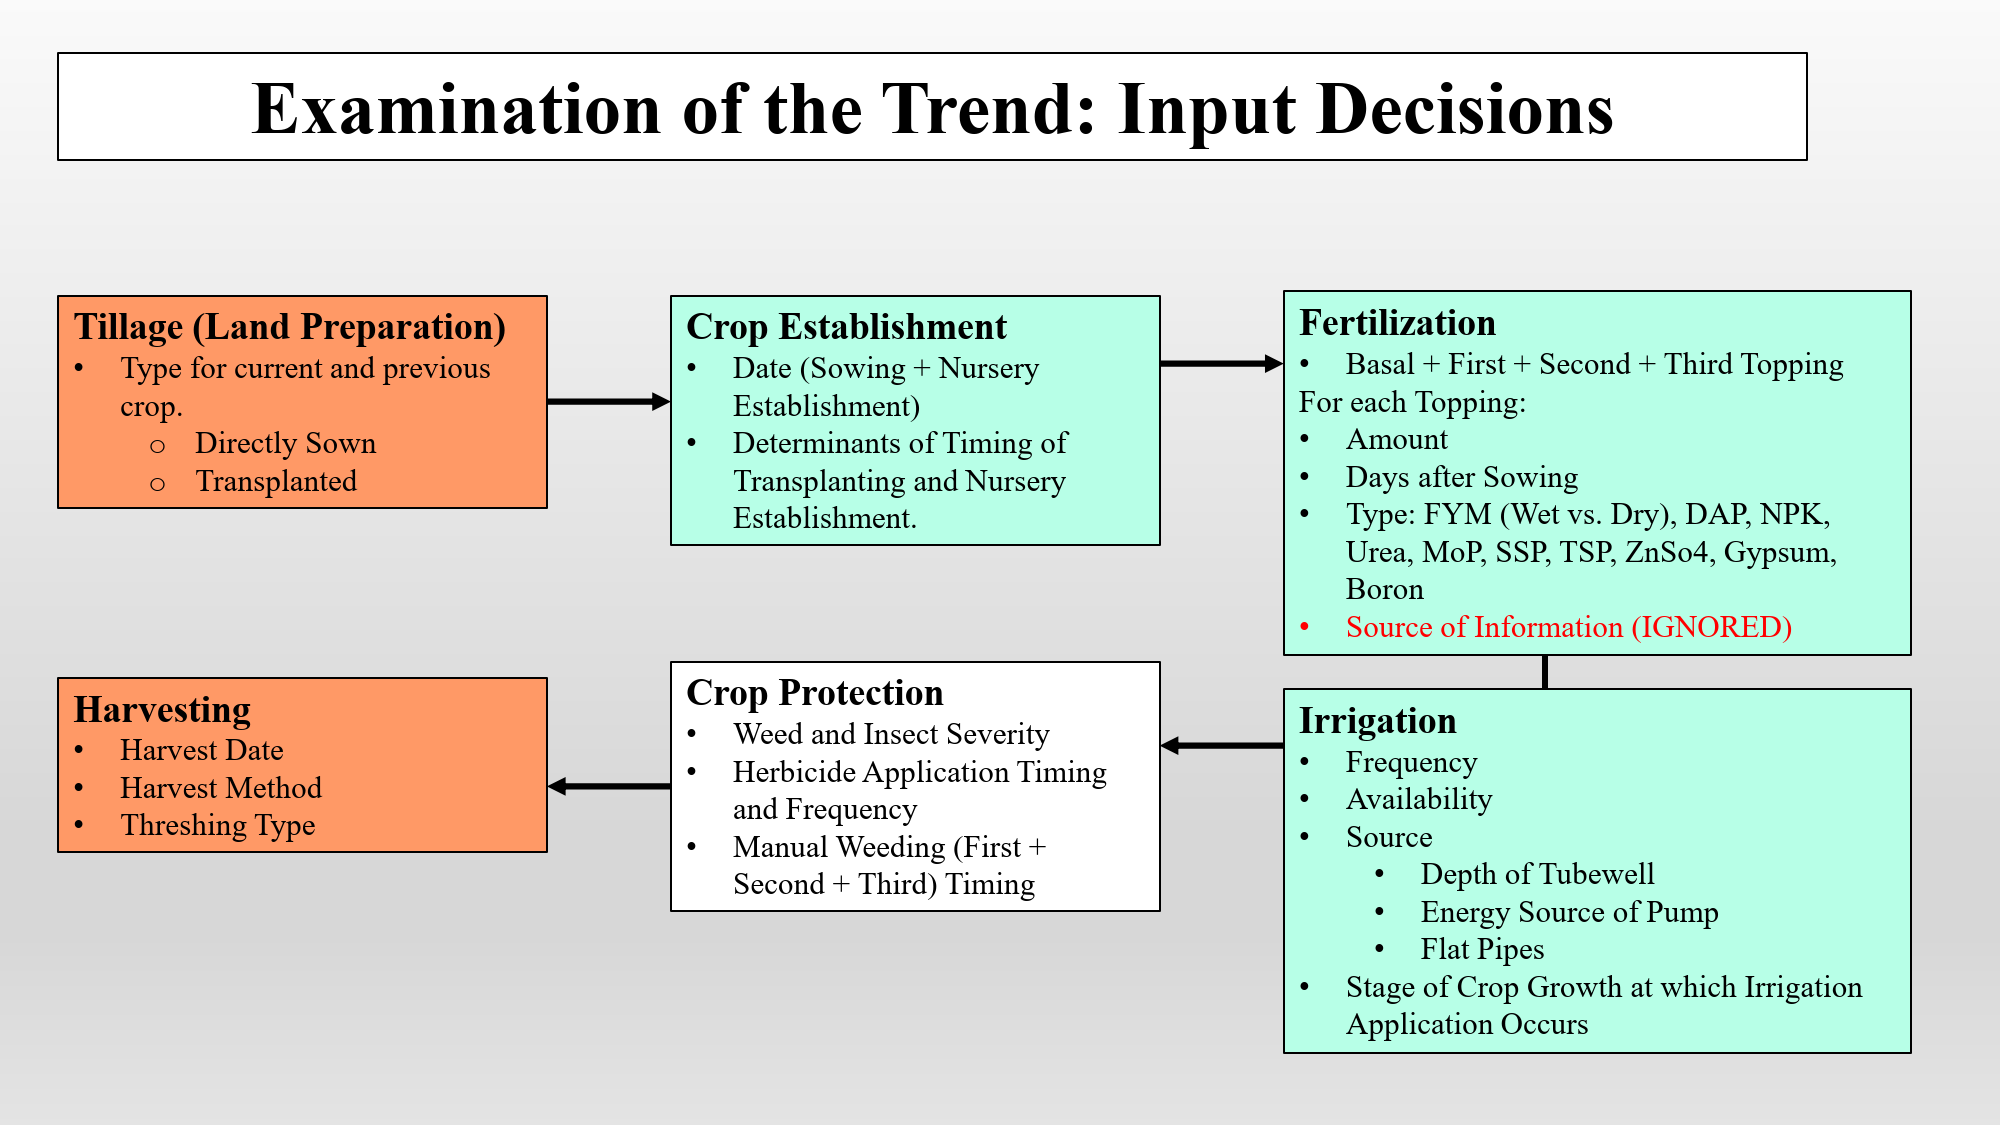 Examination of the Trend: Input Decisions
Tillage (Land Preparation)
• Type for current and previous
crop.
o Directly Sown
o Transplanted
Crop Establishment
• Date (Sowing + Nursery
Establishment)
• Determinants of Timing of
Transplanting and Nursery
Establishment.
Fertilization
• Basal + First + Second + Third Topping
For each Topping:
• Amount
• Days after Sowing
• Type: FYM (Wet vs. Dry), DAP, NPK,
Urea, MoP, SSP, TSP, ZnSo4, Gypsum,
Boron
• Source of Information (IGNORED)
Irrigation
• Frequency
• Availability
• Source
• Depth of Tubewell
• Energy Source of Pump
• Flat Pipes
• Stage of Crop Growth at which Irrigation
Application Occurs
Crop Protection
• Weed and Insect Severity
• Herbicide Application Timing
and Frequency
• Manual Weeding (First +
Second + Third) Timing
Harvesting
• Harvest Date
• Harvest Method
• Threshing Type